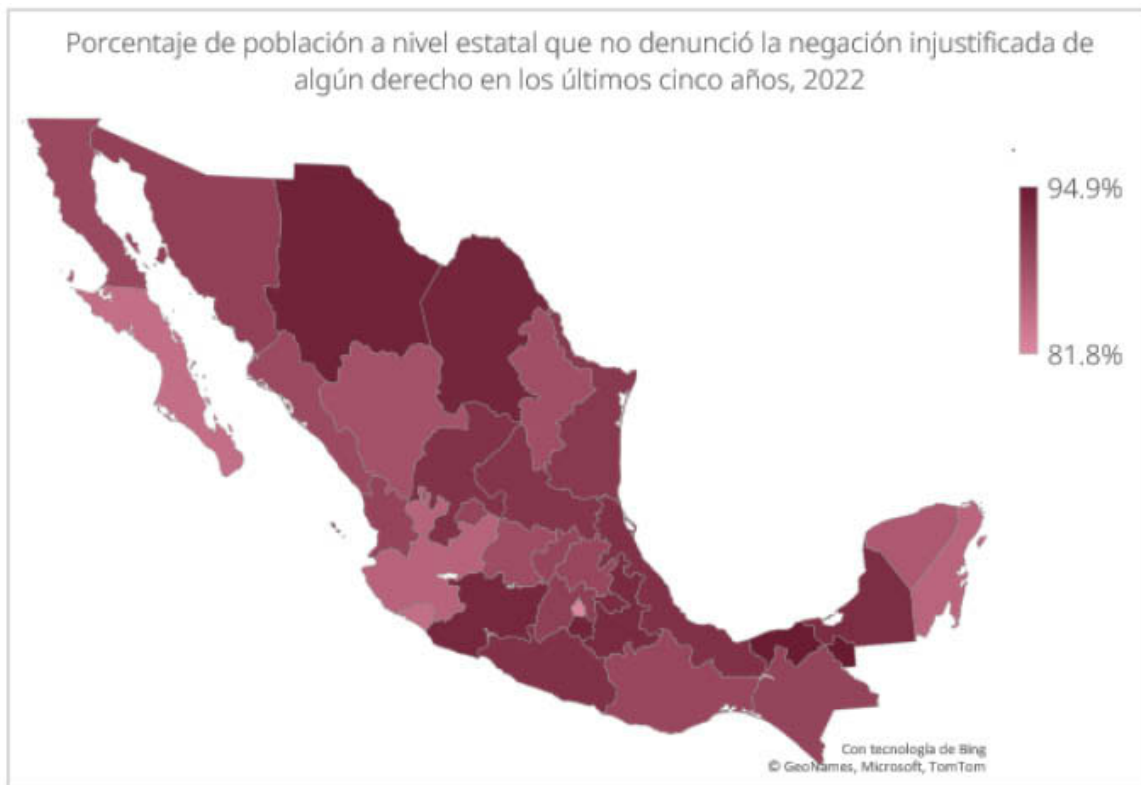 Porcentaje de población a nivel estatal que no denunció la negación injustificada de
algún derecho en los últimos cinco años, 2022
94.9%
81.8%
Con tecnología de Bing
© GeoNames, Microsoft, TomTom